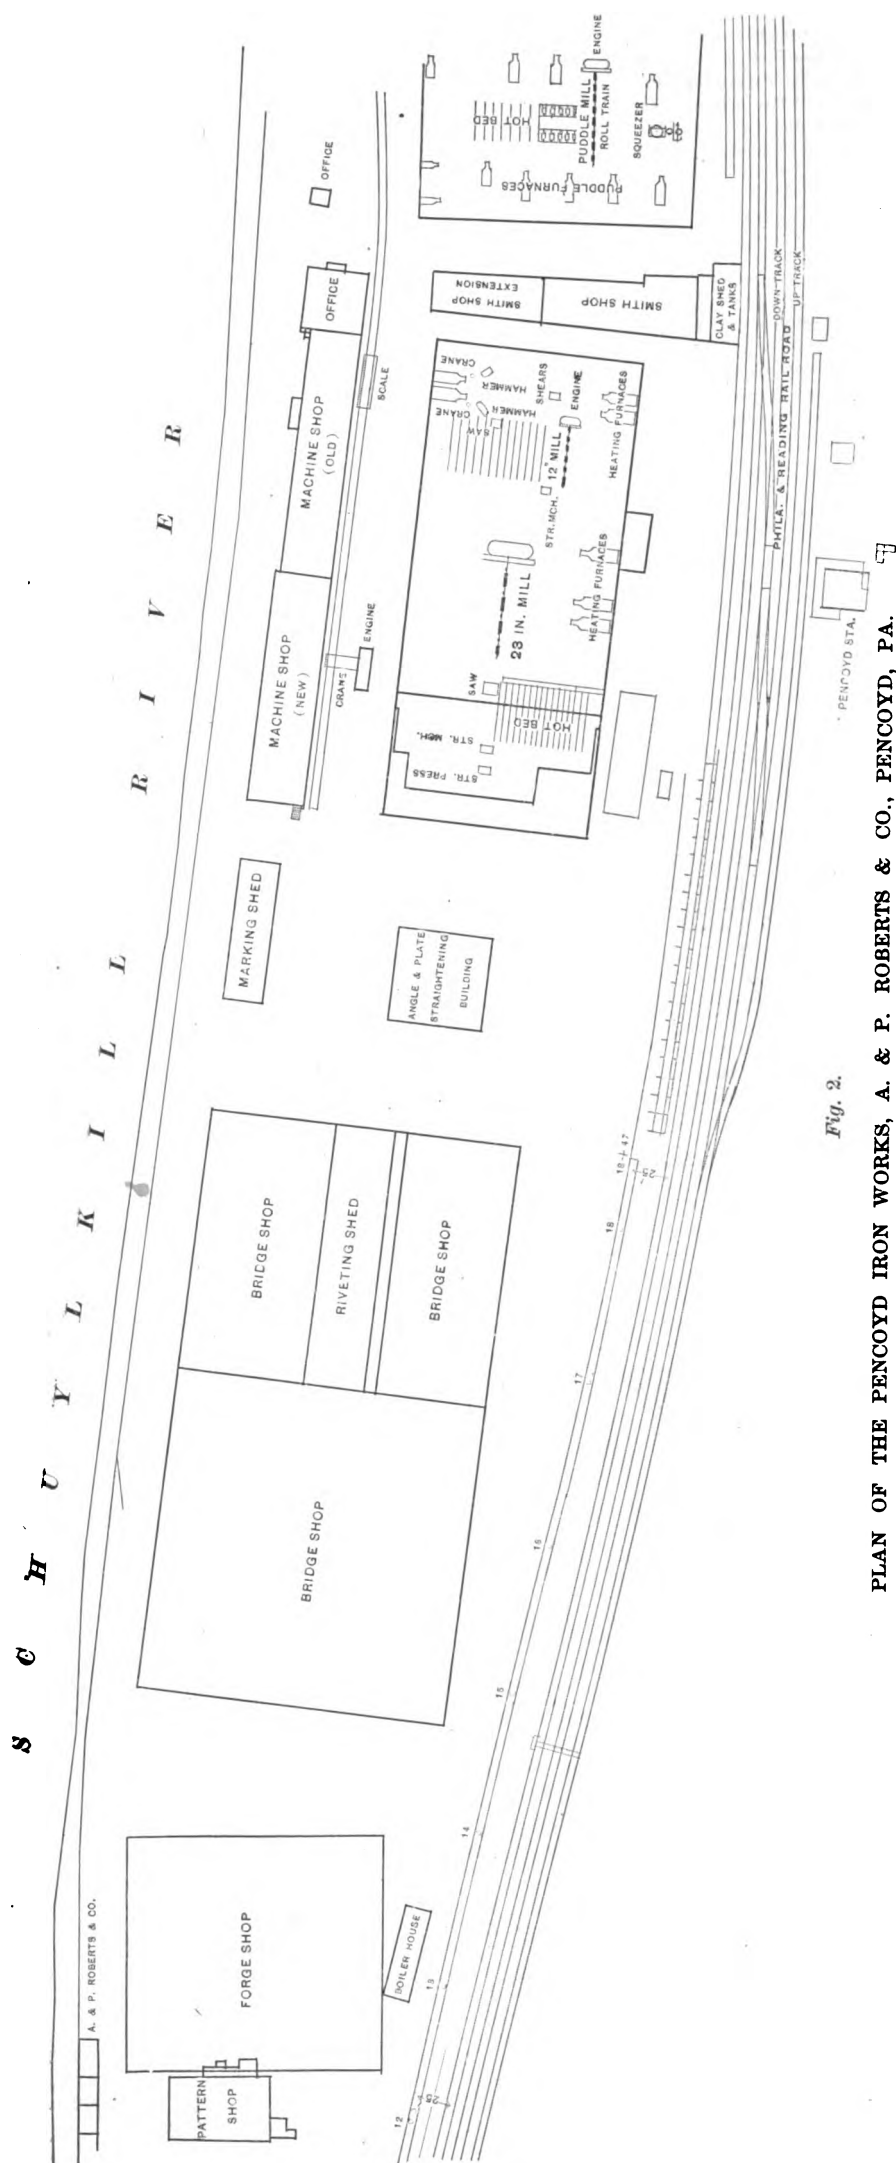 SCHUYLKILL RIVER
A. & P. ROBERTS & CO.
PATTERN
SHOP
FORGE SHOP
BOILER HOUSE
BRIDGE SHOP
BRIDGE SHOP
RIVETING SHED
BRIDGE SHOP
MARKING SHED
ANGLE & PLATE
STRAIGHTENING
BUILDING
MACHINE SHOP
(NEW)
MACHINE SHOP
(OLD)
OFFICE
OFFICE
CRANE
ENGINE
SCALE
STR. PRESS
STR. MCH.
SAW
HOT BED
23 IN. MILL
HEATING FURNACES
STR. MCH.
12" MILL
ENGINE
SHEARS
HEATING FURNACES
SAW
CRANE
HAMMER
HAMMER
CRANE
SMITH SHOP
EXTENSION
SMITH SHOP
CLAY SHED
& TANKS
PUDDLE FURNACES
HOT BED
PUDDLE MILL
ROLL TRAIN
ENGINE
SQUEEZER
DOWN-TRACK
UP TRACK
PHILA. & READING RAIL ROAD
PENCOYD STA.
12
13
14
15
16
17
18
18 + 47
Fig. 2.
PLAN OF THE PENCOYD IRON WORKS, A. & P. ROBERTS & CO., PENCOYD, PA.